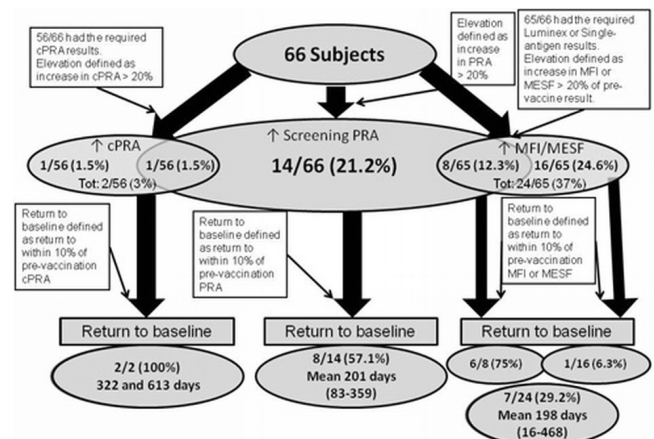 56/66 had the required
cPRA results.
Elevation defined as
increase in cPRA > 20%
66 Subjects
Elevation
defined as
increase
in PRA
> 20%
65/66 had the required
Luminex or Single-
antigen results.
Elevation defined as
increase in MFI or
MESF > 20% of pre-
vaccine result.
↑ cPRA
1/56 (1.5%)
1/56 (1.5%)
Tot: 2/56 (3%)
↑ Screening PRA
14/66 (21.2%)
↑ MFI/MESF
8/65 (12.3%)
16/65 (24.6%)
Tot: 24/65 (37%)
Return to
baseline defined
as return to
within 10% of
pre-vaccination
cPRA
Return to
baseline defined
as return to
within 10% of
pre-vaccination
PRA
Return to
baseline defined
as return to
within 10% of
pre-vaccination
MFI or MESF
Return to baseline
2/2 (100%)
322 and 613 days
Return to baseline
8/14 (57.1%)
Mean 201 days
(83-359)
Return to baseline
6/8 (75%)
1/16 (6.3%)
7/24 (29.2%)
Mean 198 days
(16-468)